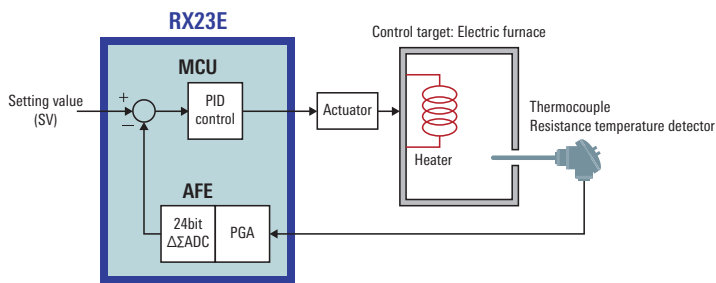 RX23E
Control target: Electric furnace
MCU
Setting value
(SV)
+
−
PID
control
Actuator
Heater
Thermocouple
Resistance temperature detector
AFE
24bit
ΔΣADC
PGA